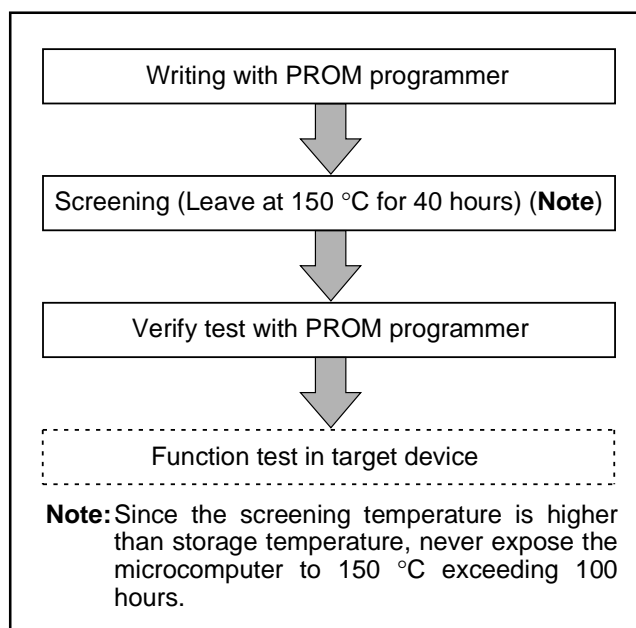 Writing with PROM programmer
Screening (Leave at 150 °C for 40 hours) (Note)
Verify test with PROM programmer
Function test in target device
Note: Since the screening temperature is higher
than storage temperature, never expose the
microcomputer to 150 °C exceeding 100
hours.